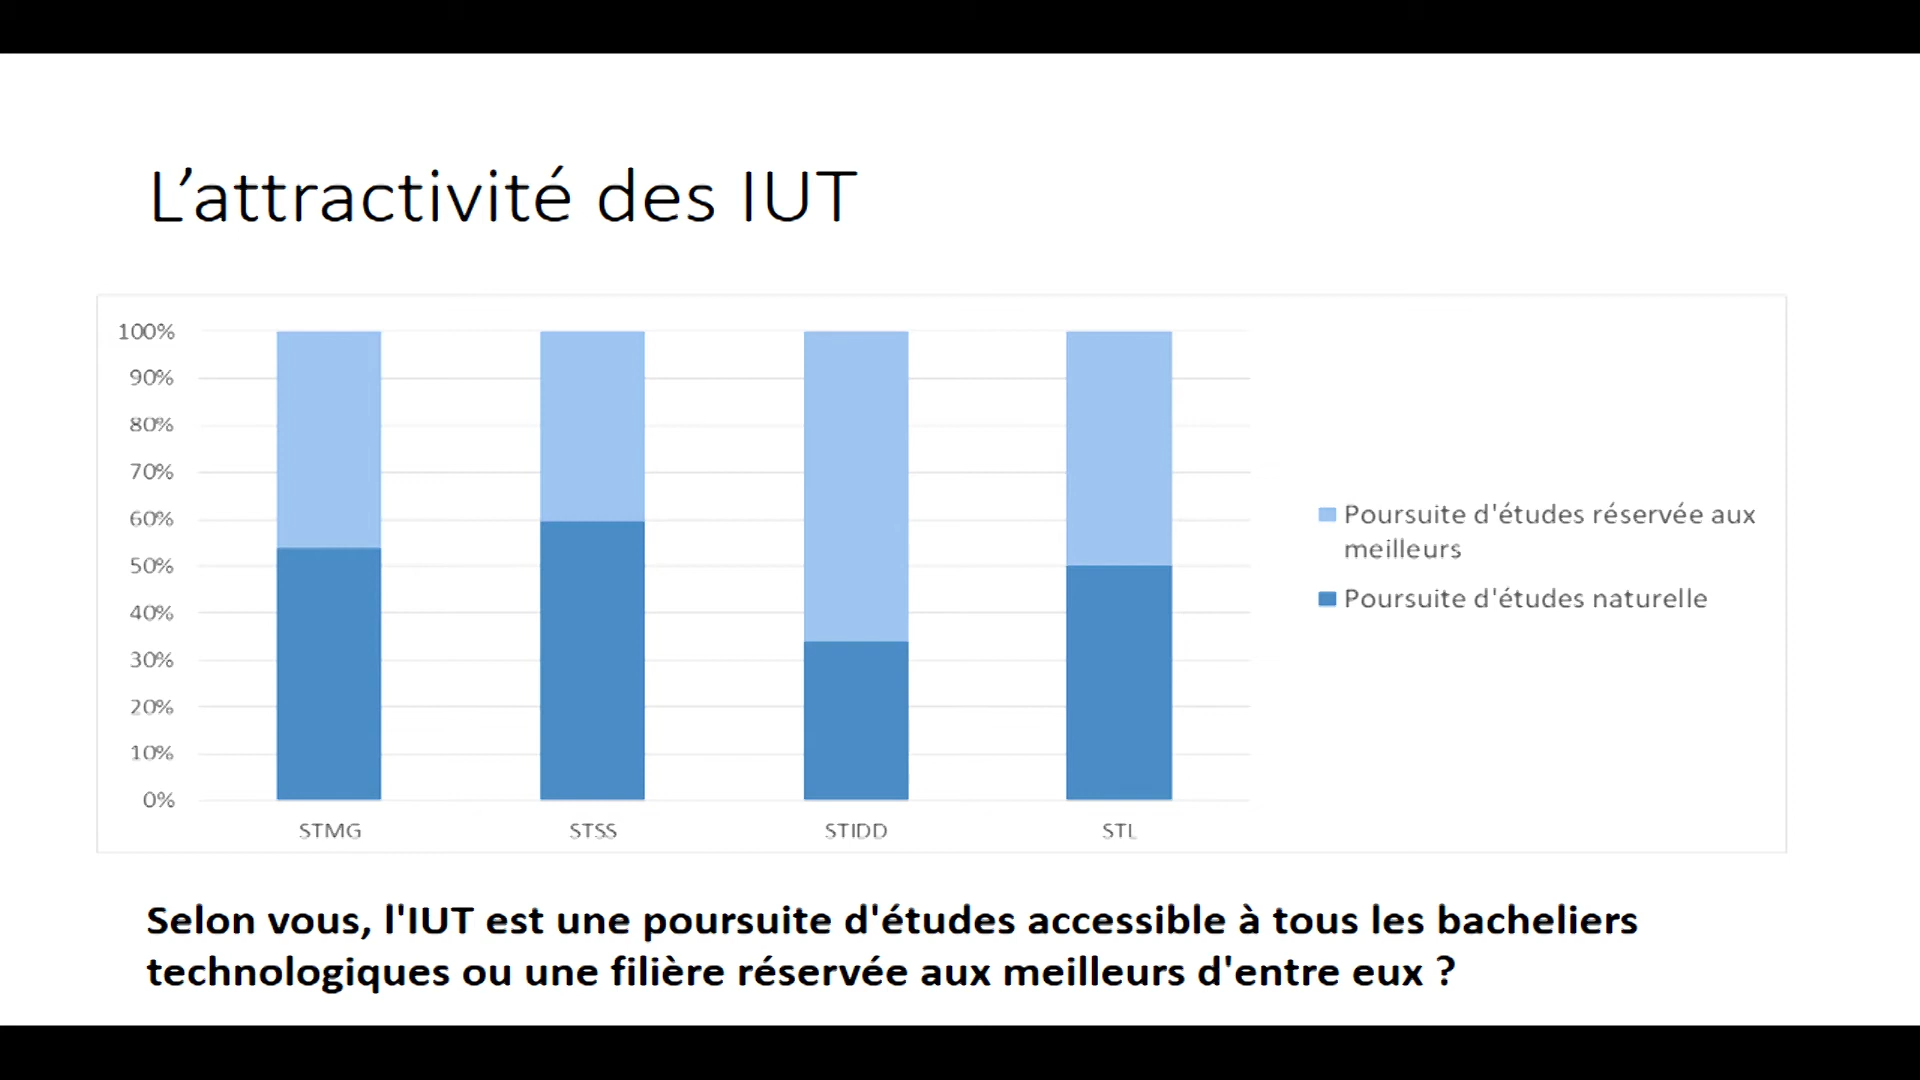 L’attractivité des IUT
100%
90%
80%
70%
60%
50%
40%
30%
20%
10%
0%
STMG
STSS
STIDD
STL
Poursuite d'études réservée aux
meilleurs
Poursuite d'études naturelle
Selon vous, l'IUT est une poursuite d'études accessible à tous les bacheliers
technologiques ou une filière réservée aux meilleurs d'entre eux ?